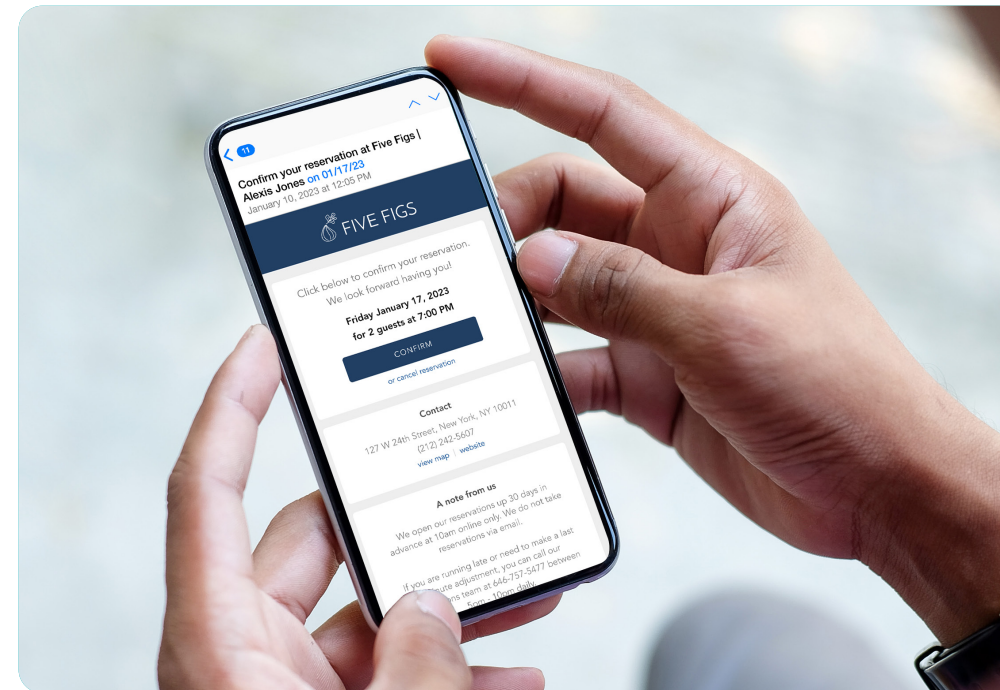 11
Confirm your reservation at Five Figs |
Alexis Jones on 01/17/23
January 10, 2023 at 12:05 PM
FIVE FIGS
Click below to confirm your reservation.
We look forward having you!
Friday January 17, 2023
for 2 guests at 7:00 PM
CONFIRM
or cancel reservation
Contact
127 W 24th Street, New York, NY 10011
(212) 242-5607
view map | website
A note from us
We open our reservations up 30 days in
advance at 10am online only. We do not take
reservations via email.
If you are running late or need to make a last
adjustment, you can call our
team at 646-757-5477 between
5pm - 10pm daily.